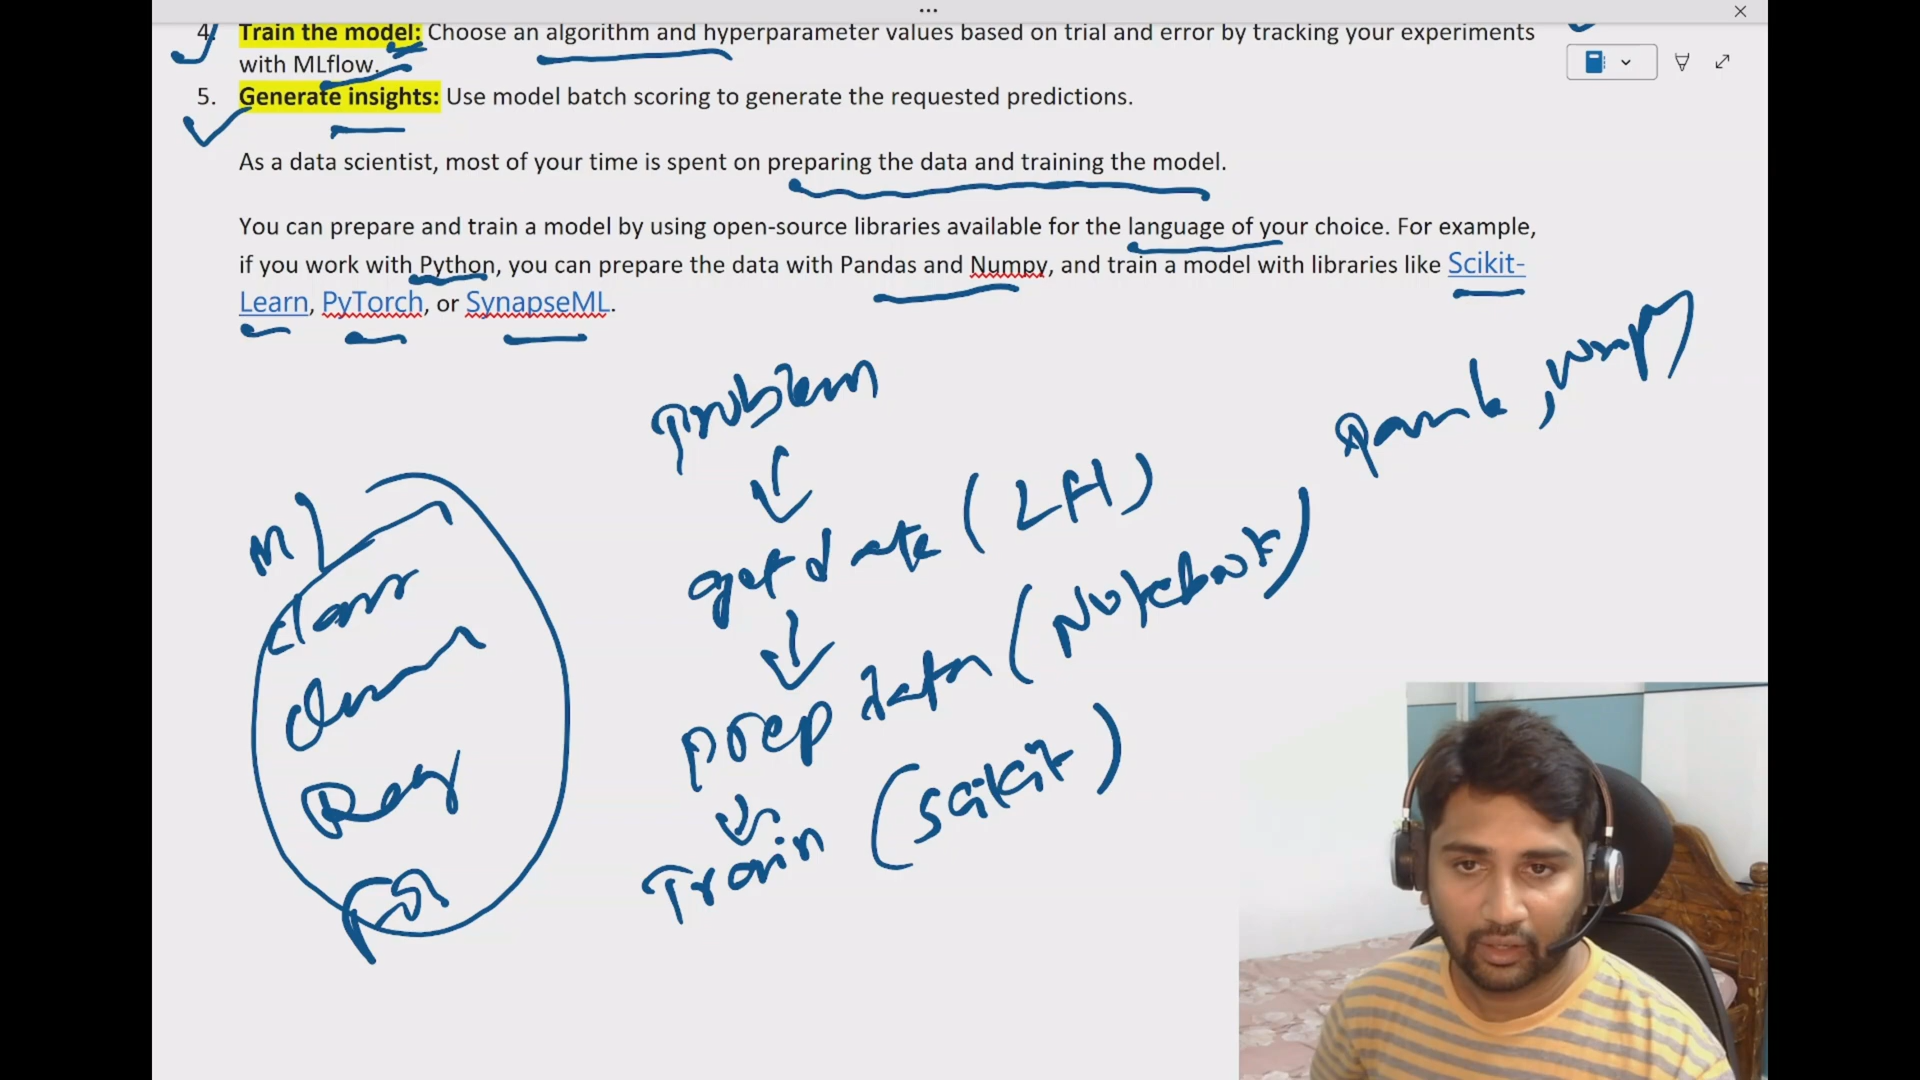 4. Train the model: Choose an algorithm and hyperparameter values based on trial and error by tracking your experiments
with MLflow.
5. Generate insights: Use model batch scoring to generate the requested predictions.
As a data scientist, most of your time is spent on preparing the data and training the model.
You can prepare and train a model by using open-source libraries available for the language of your choice. For example,
if you work with Python, you can prepare the data with Pandas and Numpy, and train a model with libraries like Scikit-
Learn, PyTorch, or SynapseML.
problem
get data (LH)
prep data (Notebook)
Train (Scikit)
ml
class
Reg